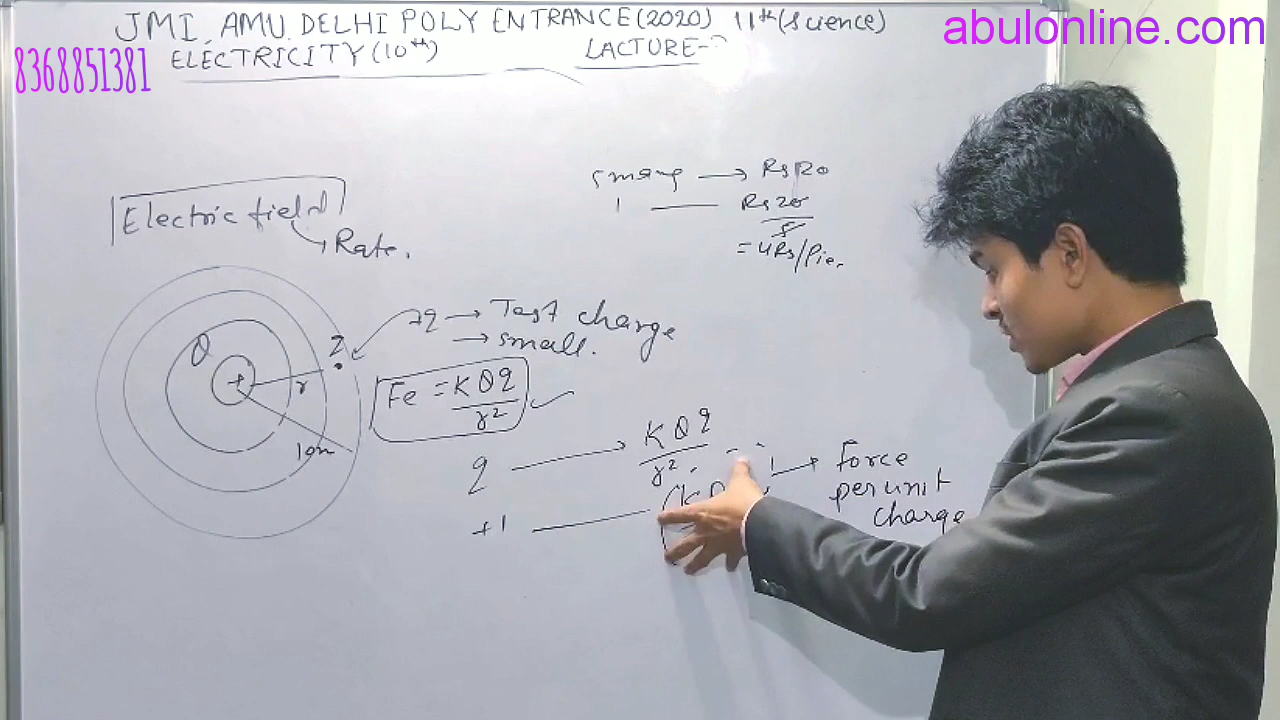 JMI, AMU, DELHI POLY ENTRANCE (2020) 11th (science)
ELECTRICITY (10th) LACTURE-
abulonline.com
8368851381
5 mang → Rs 20
1 — Rs 20
5
= 4Rs/Pie.
Electric field
Rate.
+q → Test charge
→ small.
Q
q
+
r
10m
Fe = KQq
r²
q → KQq
r²
+1
Force
per unit
charge